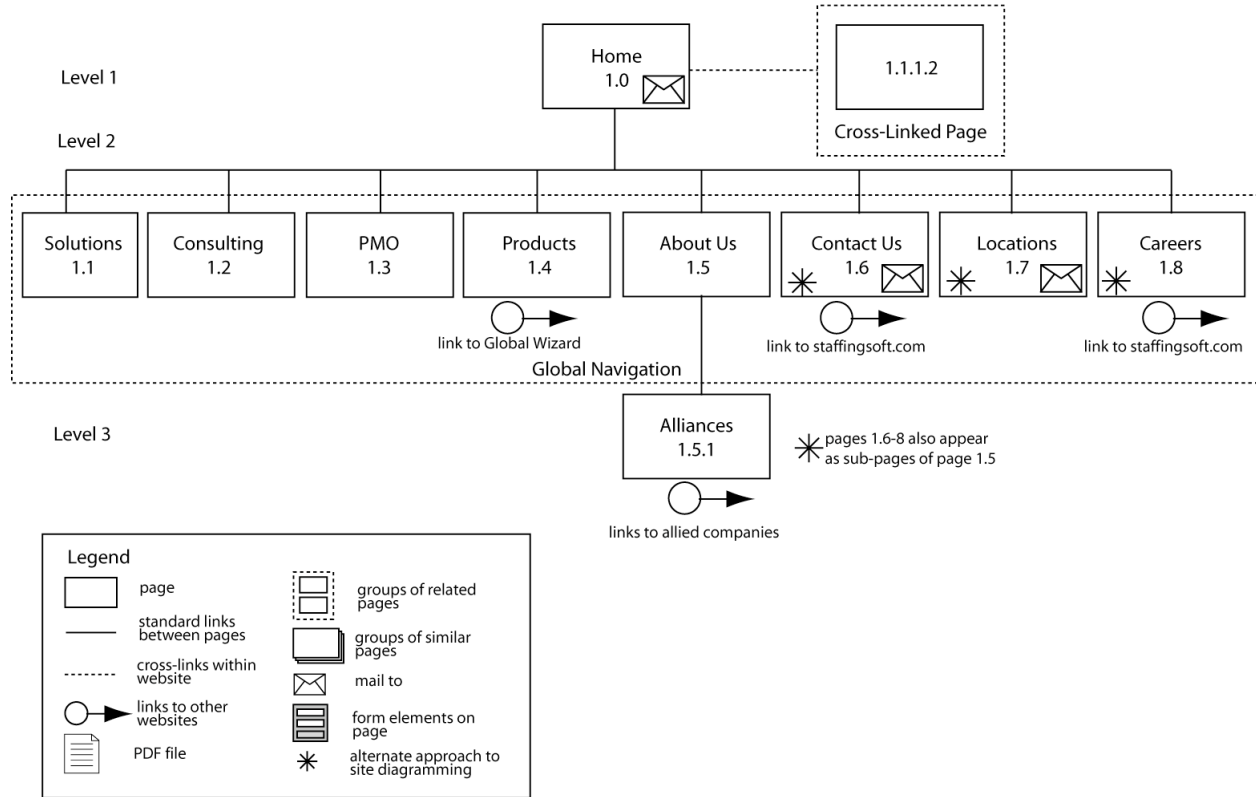 Home
1.0
1.1.1.2
Cross-Linked Page
Level 1
Level 2
Solutions
1.1
Consulting
1.2
PMO
1.3
Products
1.4
About Us
1.5
Contact Us
1.6
Locations
1.7
Careers
1.8
link to Global Wizard
link to staffingsoft.com
link to staffingsoft.com
Global Navigation
Level 3
Alliances
1.5.1
pages 1.6-8 also appear
as sub-pages of page 1.5
links to allied companies
Legend
page
standard links
between pages
cross-links within
website
links to other
websites
PDF file
groups of related
pages
groups of similar
pages
mail to
form elements on
page
alternate approach to
site diagramming